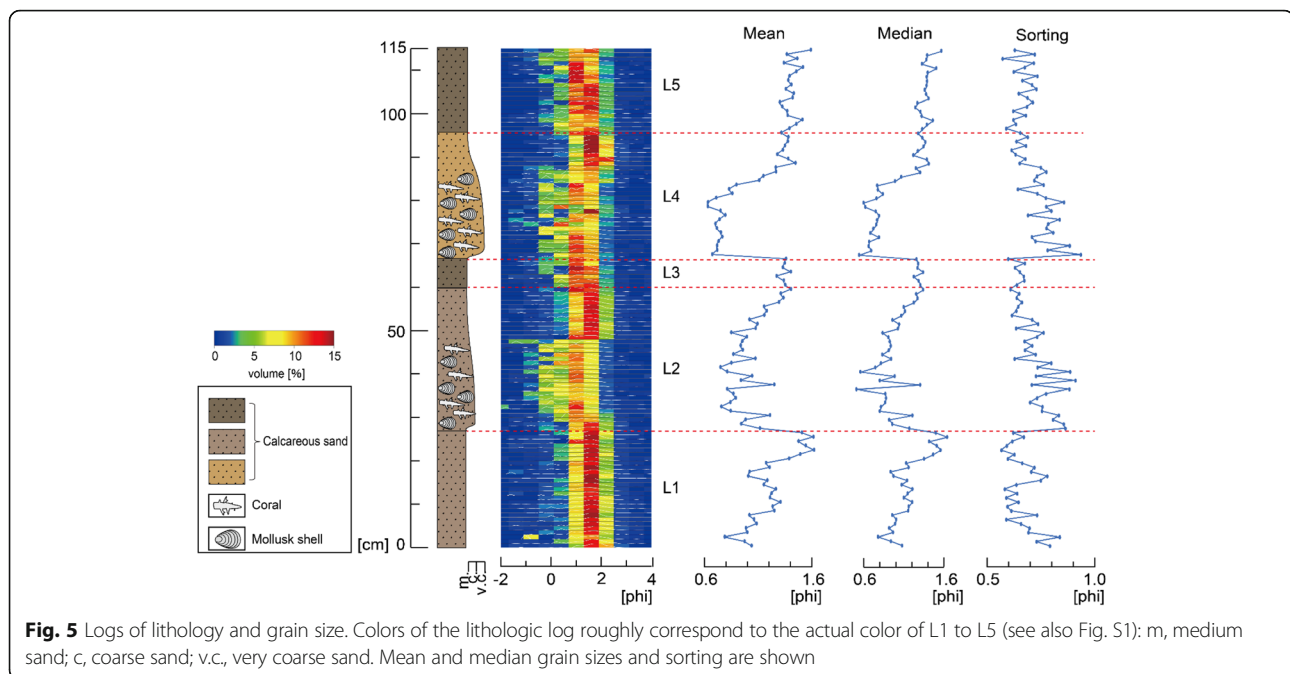 Mean Median Sorting
115
L5
100
L4
L3
50
L2
L1
[cm] 0
0 5 10 15
volume [%]
Calcareous sand
Coral
Mollusk shell
m. c. v.c.
-2 0 2 4
[phi]
0.6 1.6
[phi]
0.6 1.6
[phi]
0.5 1.0
[phi]
Fig. 5 Logs of lithology and grain size. Colors of the lithologic log roughly correspond to the actual color of L1 to L5 (see also Fig. S1): m, medium
sand; c, coarse sand; v.c., very coarse sand. Mean and median grain sizes and sorting are shown